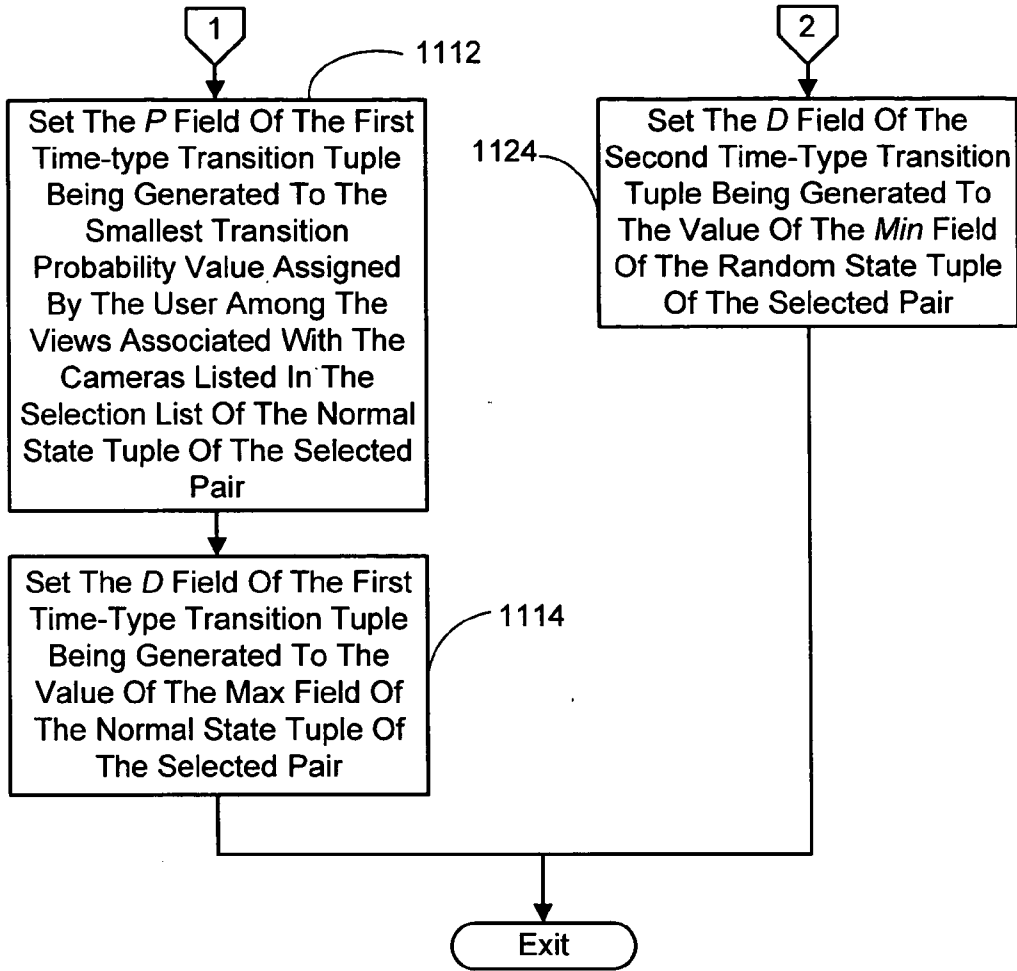 1
1112
Set The P Field Of The First
Time-type Transition Tuple
Being Generated To The
Smallest Transition
Probability Value Assigned
By The User Among The
Views Associated With The
Cameras Listed In The
Selection List Of The Normal
State Tuple Of The Selected
Pair
Set The D Field Of The First
Time-Type Transition Tuple
Being Generated To The
Value Of The Max Field Of
The Normal State Tuple Of
The Selected Pair
1114
2
1124
Set The D Field Of The
Second Time-Type Transition
Tuple Being Generated To
The Value Of The Min Field
Of The Random State Tuple
Of The Selected Pair
Exit